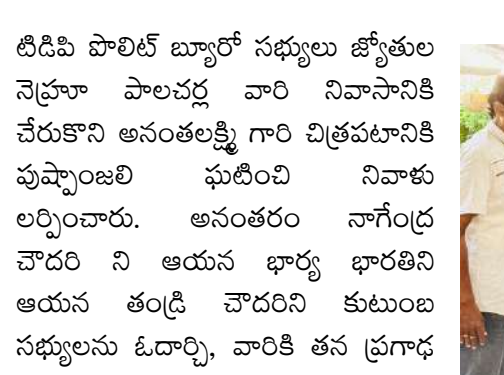 టిడిపి పొలిట్ బ్యూరో సభ్యులు జ్యోతుల
నెహ్రూ పాలచర్ల వారి నివాసానికి
చేరుకొని అనంతలక్ష్మి గారి చిత్రపటానికి
పుష్పాంజలి ఘటించి నివాళు
లర్పించారు. అనంతరం నాగేంద్ర
చౌదరి ని ఆయన భార్య భారతిని
ఆయన తండ్రి చౌదరిని కుటుంబ
సభ్యులను ఓదార్చి, వారికి తన ప్రగాఢ